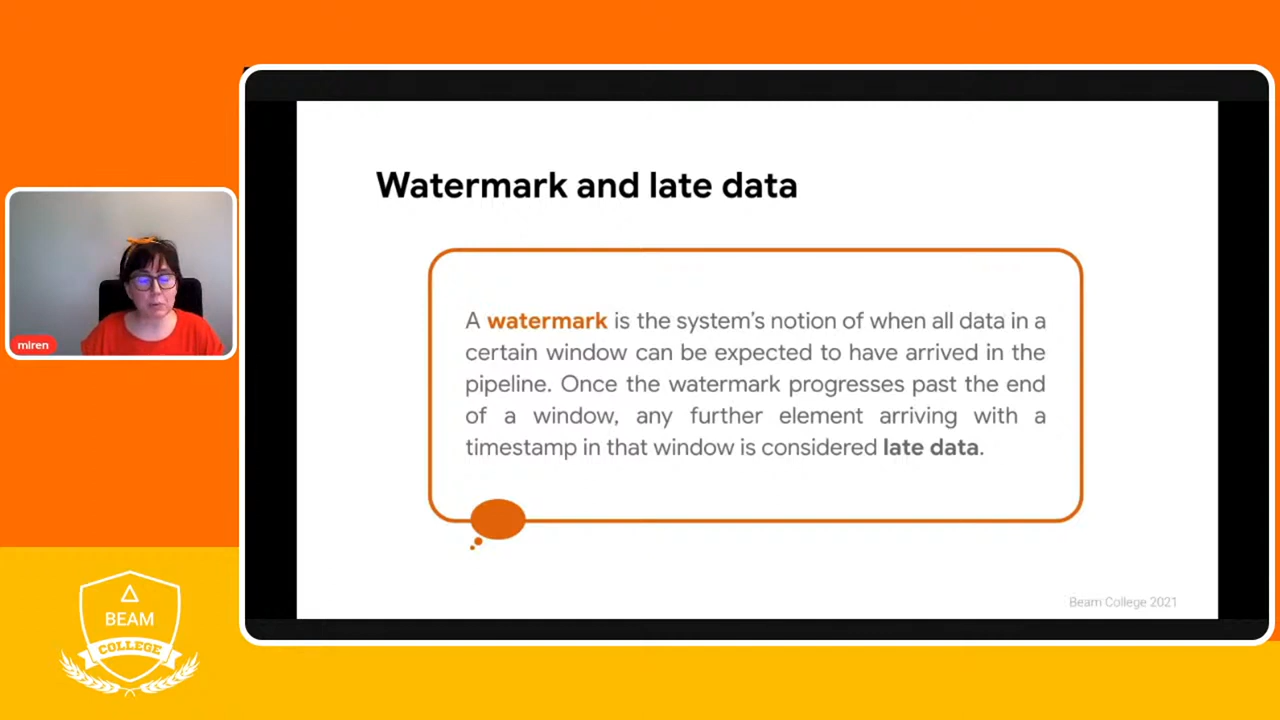 Watermark and late data
A watermark is the system's notion of when all data in a
certain window can be expected to have arrived in the
pipeline. Once the watermark progresses past the end
of a window, any further element arriving with a
timestamp in that window is considered late data.
Beam College 2021
miren
BEAM
COLLEGE